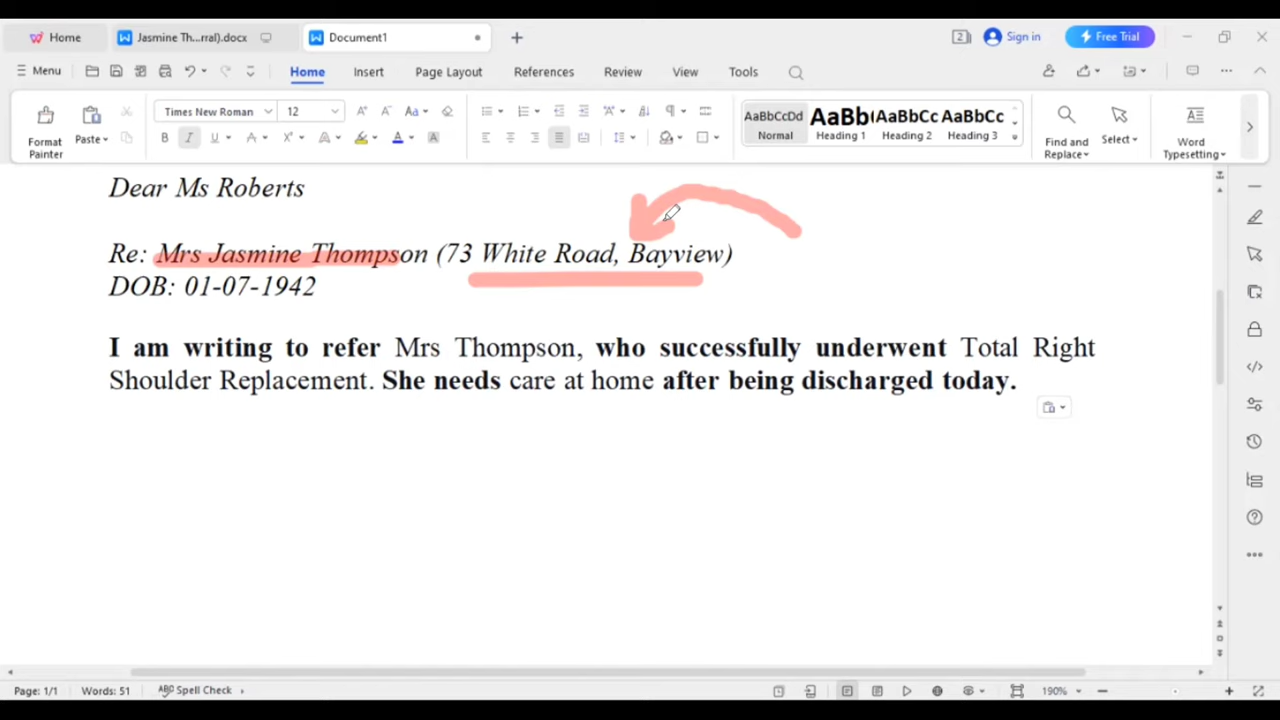 Home
Jasmine Th...rral).docx
Document1
2
Sign in
Free Trial
Menu
Home
Insert
Page Layout
References
Review
View
Tools
Format Painter
Paste
Times New Roman
12
B I U A X² A A A
AaBbCcDd
Normal
AaBb(
Heading 1
AaBbCc
Heading 2
AaBbCc
Heading 3
Find and Replace
Select
Word Typesetting
Dear Ms Roberts
Re: Mrs Jasmine Thompson (73 White Road, Bayview)
DOB: 01-07-1942
I am writing to refer Mrs Thompson, who successfully underwent Total Right
Shoulder Replacement. She needs care at home after being discharged today.
Page: 1/1
Words: 51
Spell Check
190%